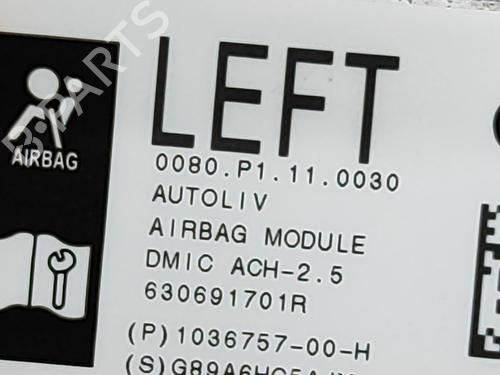 LEFT
0080.P1.11.0030
AUTOLIV
AIRBAG
AIRBAG MODULE
DMIC ACH-2.5
630691701R
(P)1036757-00-H